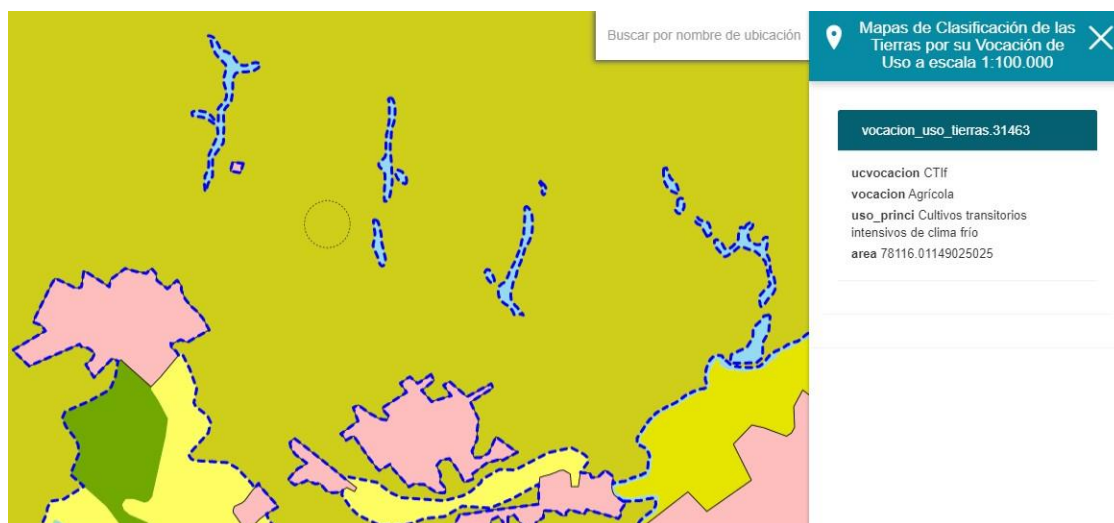 Buscar por nombre de ubicación
Mapas de Clasificación de las
Tierras por su Vocación de
Uso a escala 1:100.000
vocacion_uso_tierras.31463
ucvocacion CTIf
vocacion Agrícola
uso_princi Cultivos transitorios
intensivos de clima frío
area 78116.01149025025